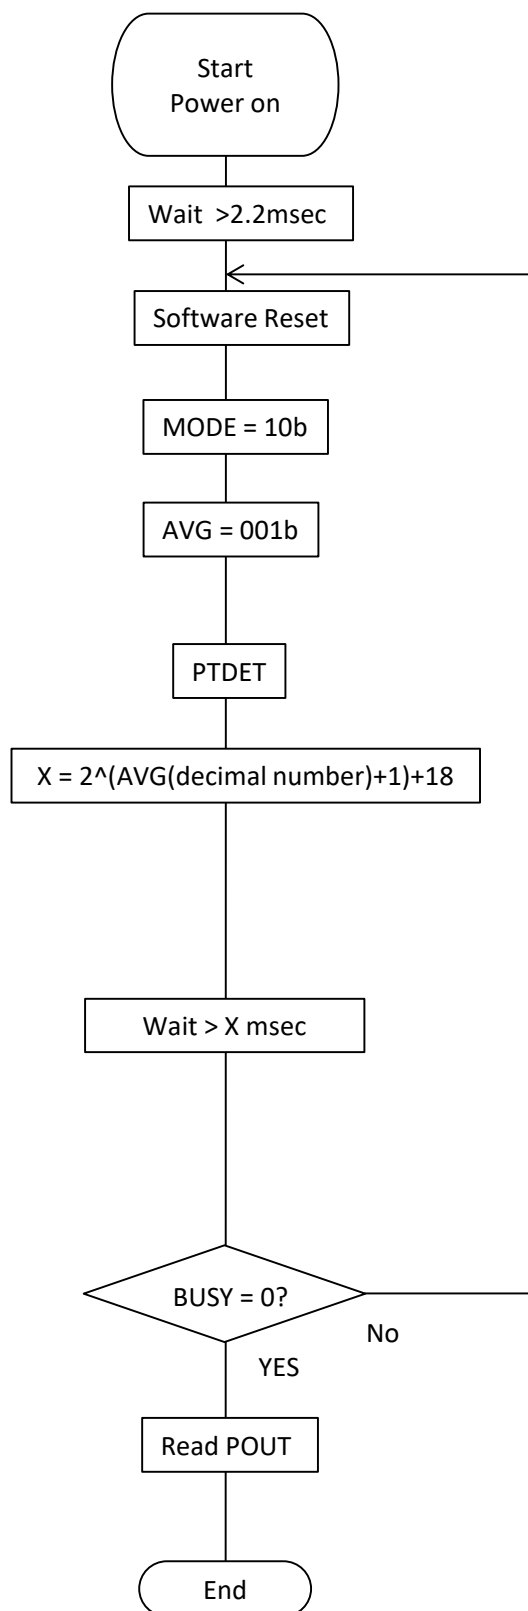 Start
Power on
Wait  >2.2msec
Software Reset
MODE = 10b
AVG = 001b
PTDET
X = 2^(AVG(decimal number)+1)+18
Wait > X msec
BUSY = 0?
No
YES
Read POUT
End